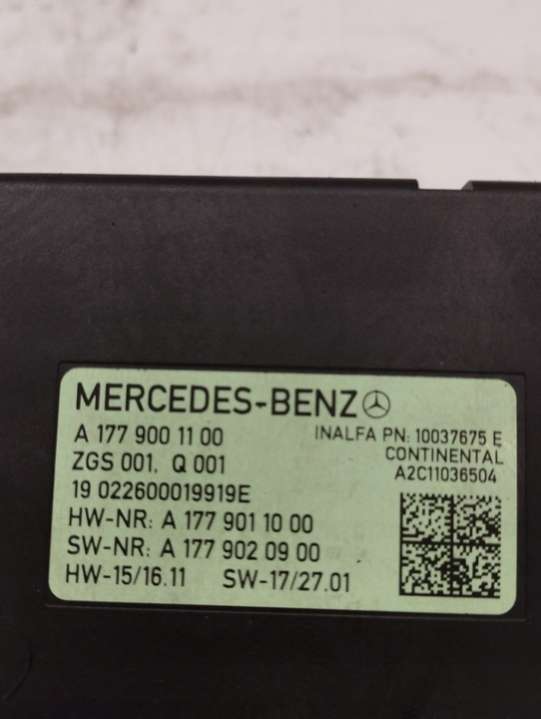 MERCEDES-BENZ
A 177 900 11 00
INALFA PN: 10037675 E
ZGS 001, Q 001
CONTINENTAL
19 022600019919E
A2C11036504
HW-NR: A 177 901 10 00
SW-NR: A 177 902 09 00
HW-15/16.11 SW-17/27.01